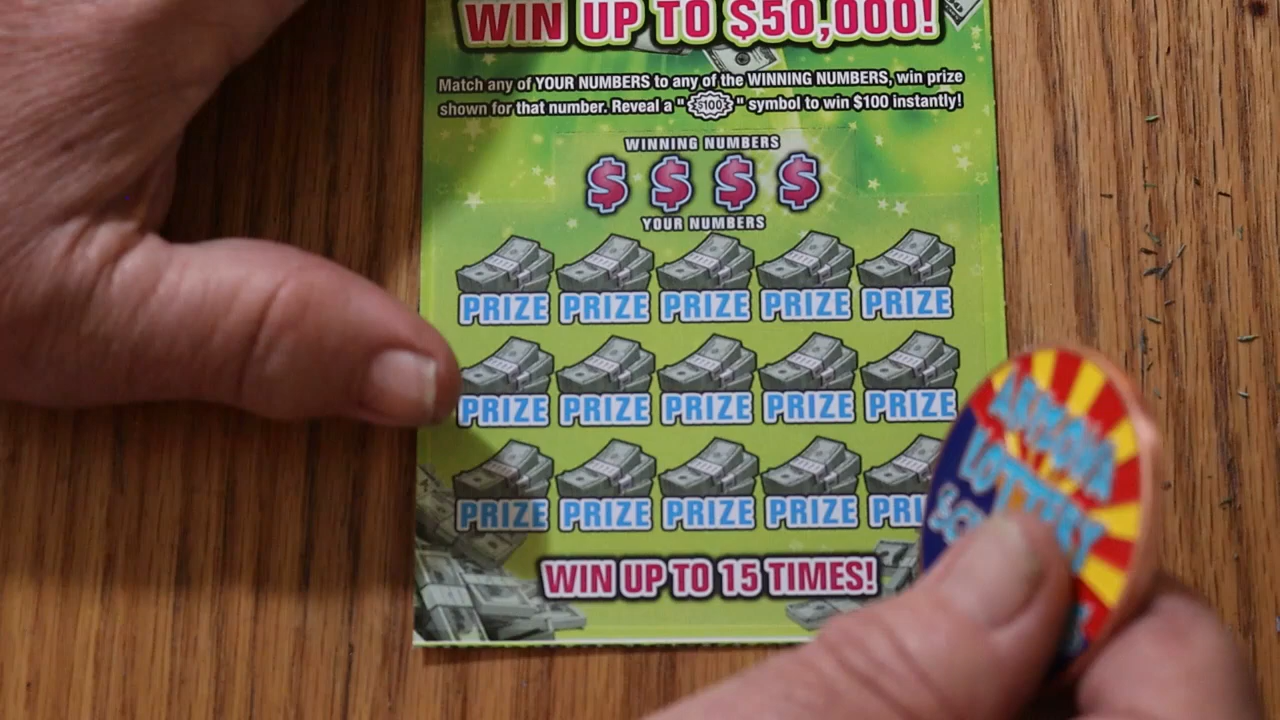 WIN UP TO $50,000!
Match any of YOUR NUMBERS to any of the WINNING NUMBERS, win prize
shown for that number. Reveal a "$100" symbol to win $100 instantly!
WINNING NUMBERS
$ $ $ $
YOUR NUMBERS
PRIZE PRIZE PRIZE PRIZE PRIZE
PRIZE PRIZE PRIZE PRIZE PRIZE
PRIZE PRIZE PRIZE PRIZE PRI
WIN UP TO 15 TIMES!
LOTTERY